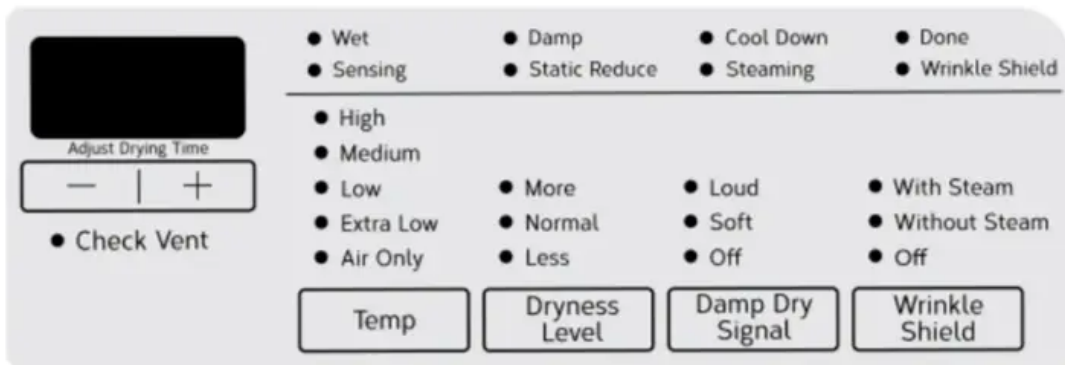 Wet Damp Cool Down Done
Sensing Static Reduce Steaming Wrinkle Shield
Adjust Drying Time
− | +
Check Vent
High
Medium
Low More Loud With Steam
Extra Low Normal Soft Without Steam
Air Only Less Off Off
Temp
Dryness
Level
Damp Dry
Signal
Wrinkle
Shield